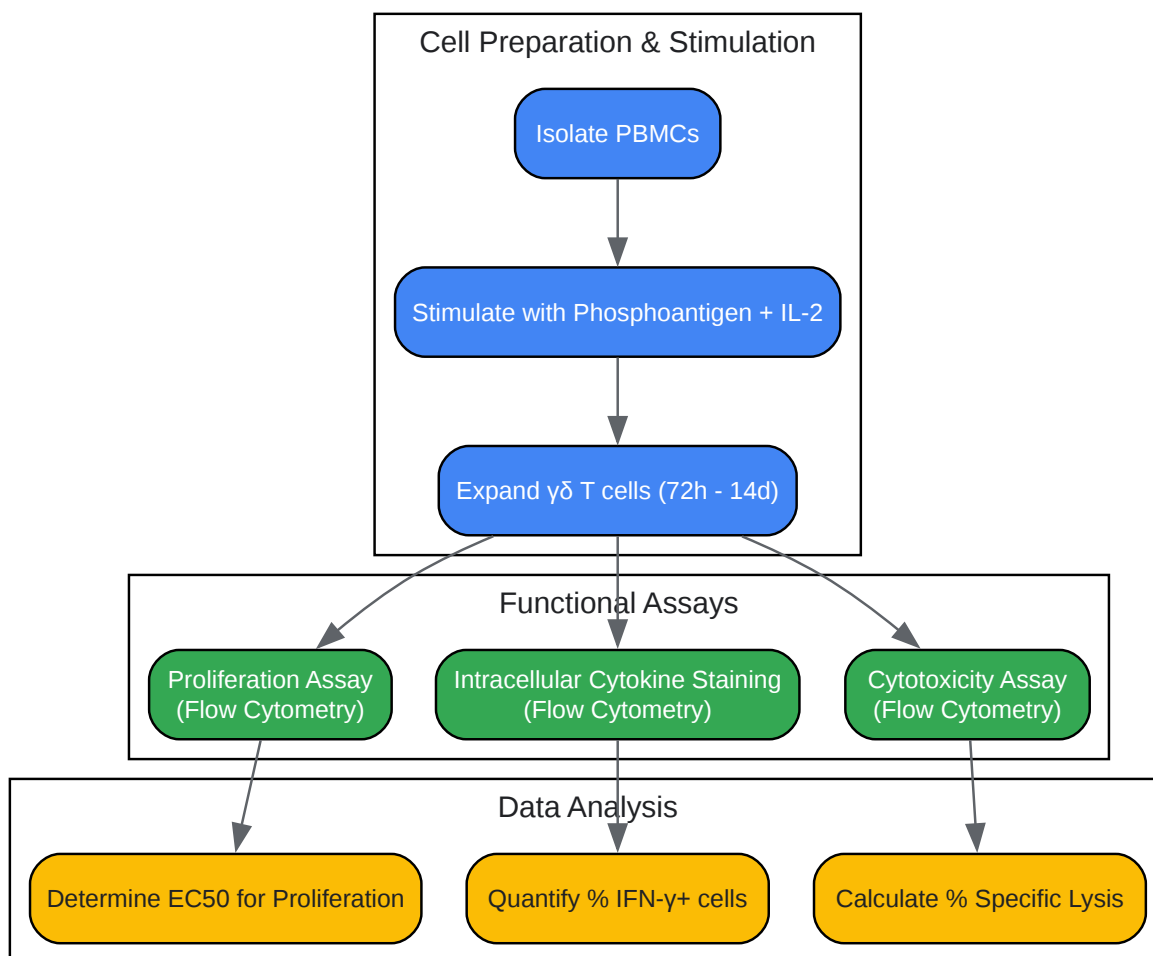 Cell Preparation & Stimulation
Isolate PBMCs
Stimulate with Phosphoantigen + IL-2
Expand γδ T cells (72h - 14d)
Functional Assays
Proliferation Assay
(Flow Cytometry)
Intracellular Cytokine Staining
(Flow Cytometry)
Cytotoxicity Assay
(Flow Cytometry)
Data Analysis
Determine EC50 for Proliferation
Quantify % IFN-γ+ cells
Calculate % Specific Lysis